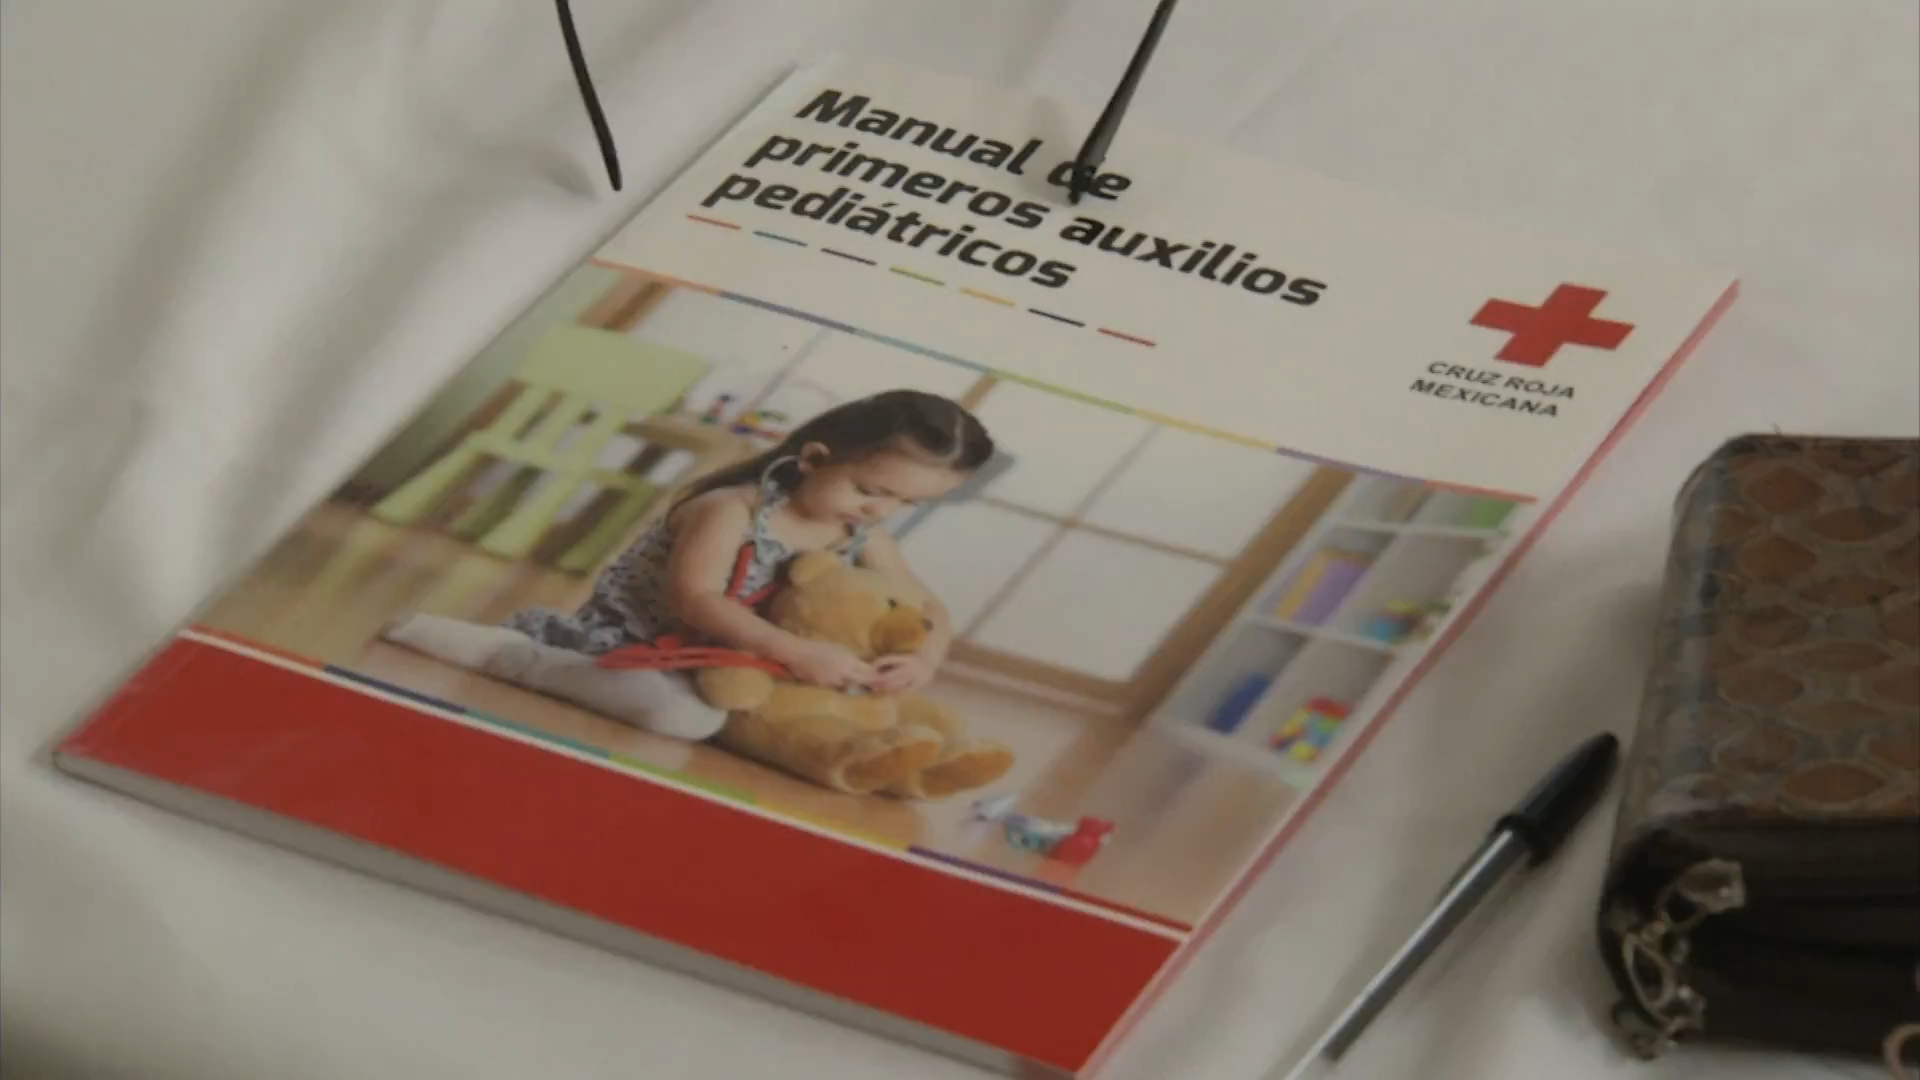 Manual de
primeros auxilios
pediátricos
CRUZ ROJA
MEXICANA